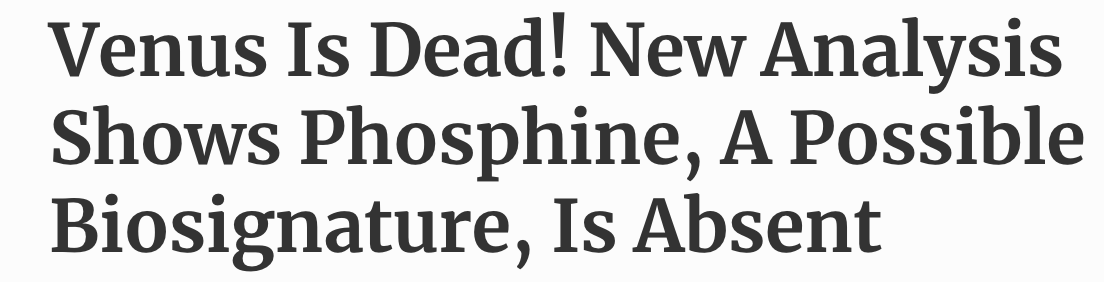 Venus Is Dead! New Analysis
Shows Phosphine, A Possible
Biosignature, Is Absent